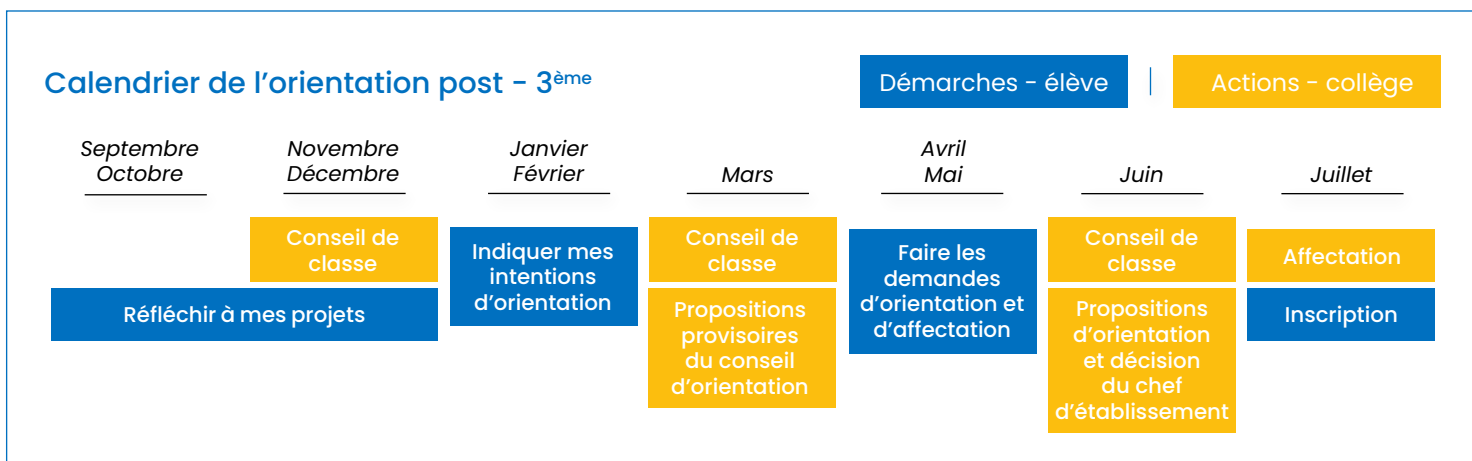 Calendrier de l'orientation post - 3ème
Démarches - élève
Actions - collège
Septembre
Octobre
Novembre
Décembre
Janvier
Février
Mars
Avril
Mai
Juin
Juillet
Conseil de
classe
Réfléchir à mes projets
Indiquer mes
intentions
d'orientation
Conseil de
classe
Propositions
provisoires
du conseil
d'orientation
Faire les
demandes
d'orientation et
d'affectation
Conseil de
classe
Propositions
d'orientation
et décision
du chef
d'établissement
Affectation
Inscription